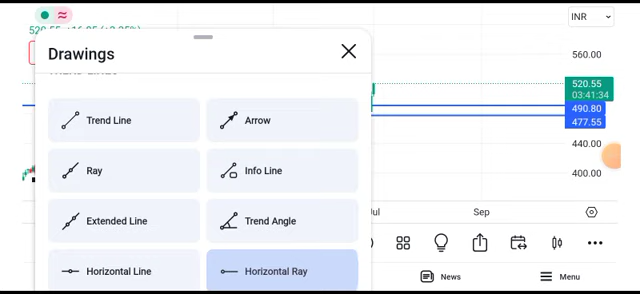 INR
Drawings
560.00
520.55
03:41:34
490.80
477.55
Trend Line
Arrow
Ray
Info Line
440.00
400.00
Extended Line
Trend Angle
Jul
Sep
Horizontal Line
Horizontal Ray
News
Menu